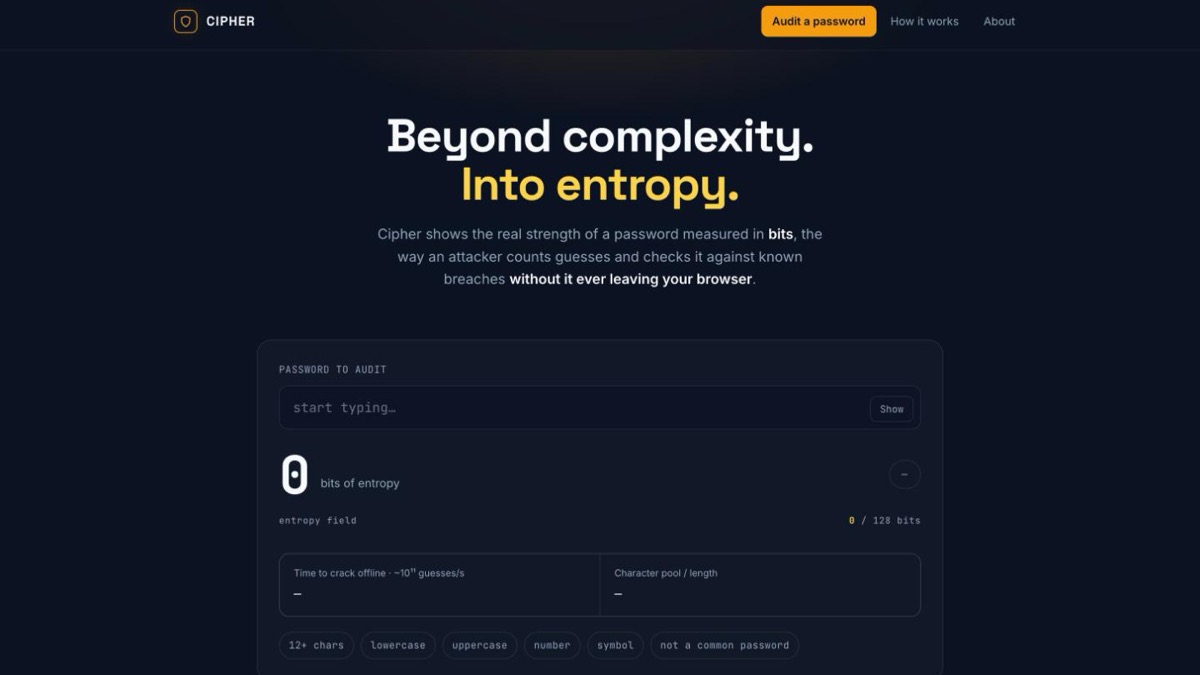 CIPHER
Audit a password
How it works
About
Beyond complexity.
Into entropy.
Cipher shows the real strength of a password measured in bits, the
way an attacker counts guesses and checks it against known
breaches without it ever leaving your browser.
PASSWORD TO AUDIT
start typing…
Show
0 bits of entropy
–
entropy field
0 / 128 bits
Time to crack offline · ~10¹¹ guesses/s
–
Character pool / length
–
12+ chars
lowercase
uppercase
number
symbol
not a common password